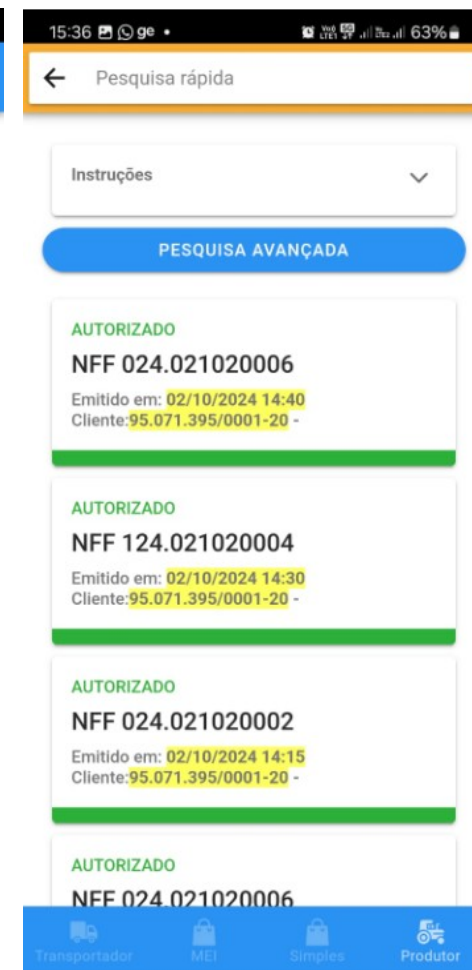 15:36 ge •
63%
Pesquisa rápida
Instruções
PESQUISA AVANÇADA
AUTORIZADO
NFF 024.021020006
Emitido em: 02/10/2024 14:40
Cliente:95.071.395/0001-20 -
AUTORIZADO
NFF 124.021020004
Emitido em: 02/10/2024 14:30
Cliente:95.071.395/0001-20 -
AUTORIZADO
NFF 024.021020002
Emitido em: 02/10/2024 14:15
Cliente:95.071.395/0001-20 -
AUTORIZADO
NFF 024.021020006
Transportador MEI Simples Produtor